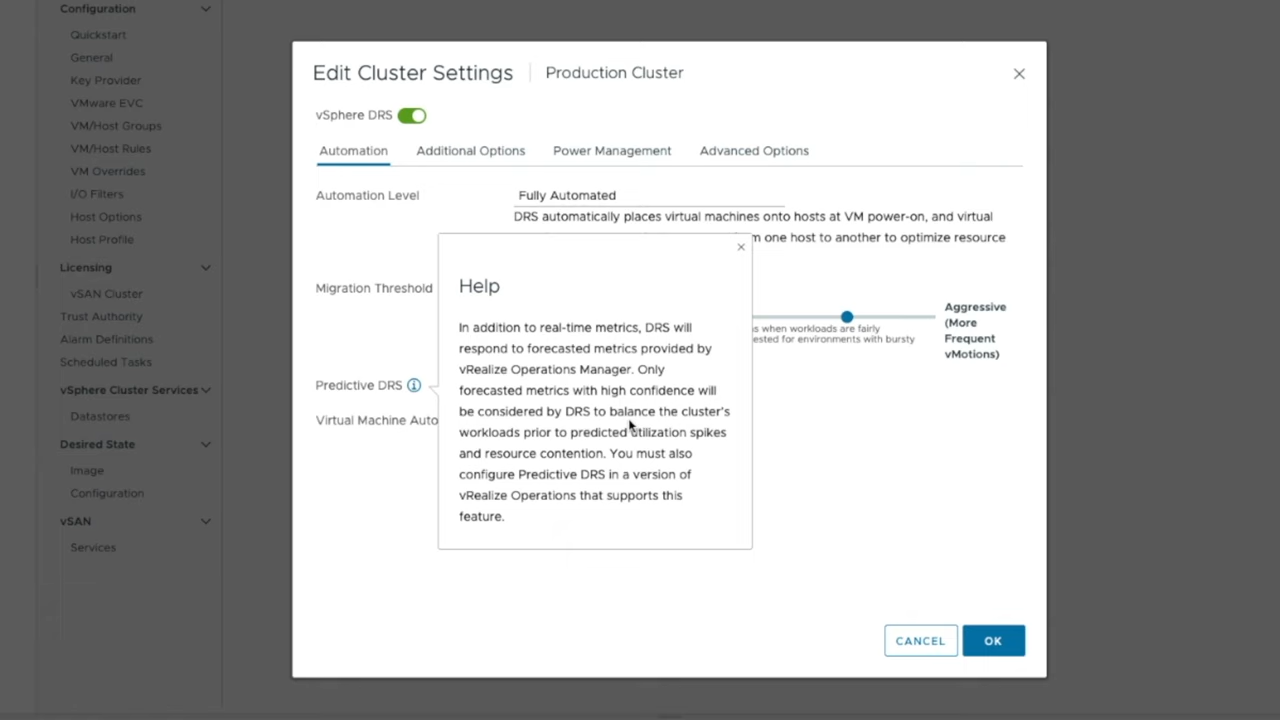 Configuration
Quickstart
General
Key Provider
VMware EVC
VM/Host Groups
VM/Host Rules
VM Overrides
I/O Filters
Host Options
Host Profile
Licensing
vSAN Cluster
Trust Authority
Alarm Definitions
Scheduled Tasks
vSphere Cluster Services
Datastores
Desired State
Image
Configuration
vSAN
Services
Edit Cluster Settings
Production Cluster
vSphere DRS
Automation
Additional Options
Power Management
Advanced Options
Automation Level
Fully Automated
DRS automatically places virtual machines onto hosts at VM power-on, and virtual
one host to another to optimize resource
Migration Threshold
Aggressive
(More
Frequent
vMotions)
when workloads are fairly
for environments with bursty
Predictive DRS
Virtual Machine
Help
In addition to real-time metrics, DRS will
respond to forecasted metrics provided by
vRealize Operations Manager. Only
forecasted metrics with high confidence will
be considered by DRS to balance the cluster's
workloads prior to predicted utilization spikes
and resource contention. You must also
configure Predictive DRS in a version of
vRealize Operations that supports this
feature.
CANCEL
OK